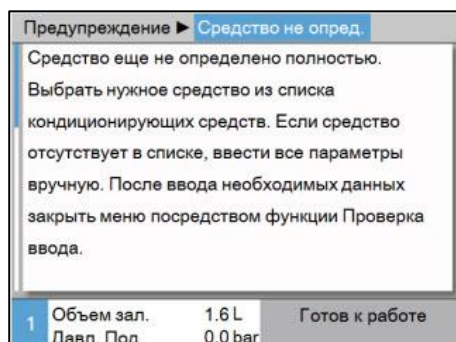 Предупреждение ► Средство не опред.
Средство еще не определено полностью.
Выбрать нужное средство из списка
кондиционирующих средств. Если средство
отсутствует в списке, ввести все параметры
вручную. После ввода необходимых данных
закрыть меню посредством функции Проверка
ввода.
1 Объем зал. 1.6 L Готов к работе
Давл. Под 0.0 bar